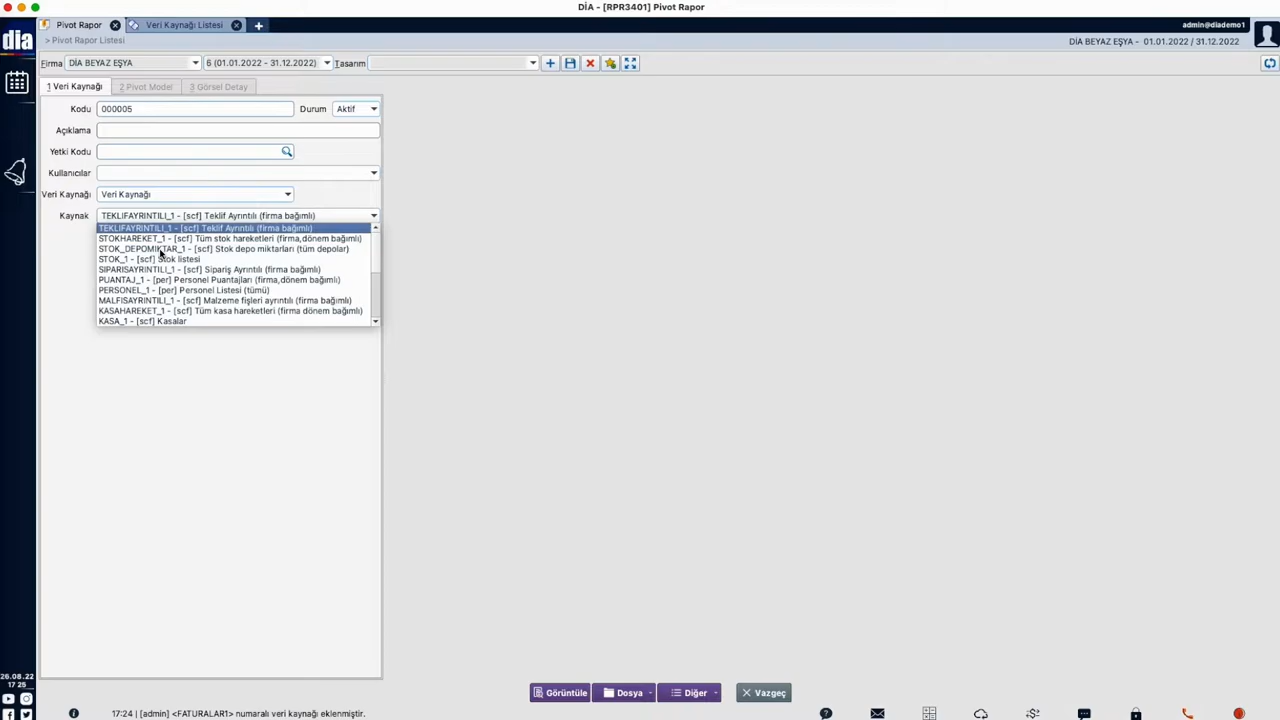 DİA - [RPR3401] Pivot Rapor
dia
Pivot Rapor
Veri Kaynağı Listesi
admin@diademo1
> Pivot Rapor Listesi
DİA BEYAZ EŞYA - 01.01.2022 / 31.12.2022
Firma DİA BEYAZ EŞYA 6 (01.01.2022 - 31.12.2022) Tasarım
1 Veri Kaynağı 2 Pivot Model 3 Görsel Detay
Kodu 000005 Durum Aktif
Açıklama
Yetki Kodu
Kullanıcılar
Veri Kaynağı Veri Kaynağı
Kaynak TEKLIFAYRINTILI_1 - [scf] Teklif Ayrıntılı (firma bağımlı)
TEKLIFAYRINTILI_1 - [scf] Teklif Ayrıntılı (firma bağımlı)
STOKHAREKET_1 - [scf] Tüm stok hareketleri (firma,dönem bağımlı)
STOK_DEPOMIKTAR_1 - [scf] Stok depo miktarları (tüm depolar)
STOK_1 - [scf] Stok listesi
SIPARISAYRINTILI_1 - [scf] Sipariş Ayrıntılı (firma bağımlı)
PUANTAJ_1 - [per] Personel Puantajları (firma,dönem bağımlı)
PERSONEL_1 - [per] Personel Listesi (tümü)
MALFISAYRINTILI_1 - [scf] Malzeme fişleri ayrıntılı (firma bağımlı)
KASAHAREKET_1 - [scf] Tüm kasa hareketleri (firma dönem bağımlı)
KASA_1 - [scf] Kasalar
26.08.22
17 25
Görüntüle Dosya Diğer Vazgeç
17:24 | [admin] <FATURALAR1> numaralı veri kaynağı eklenmiştir.